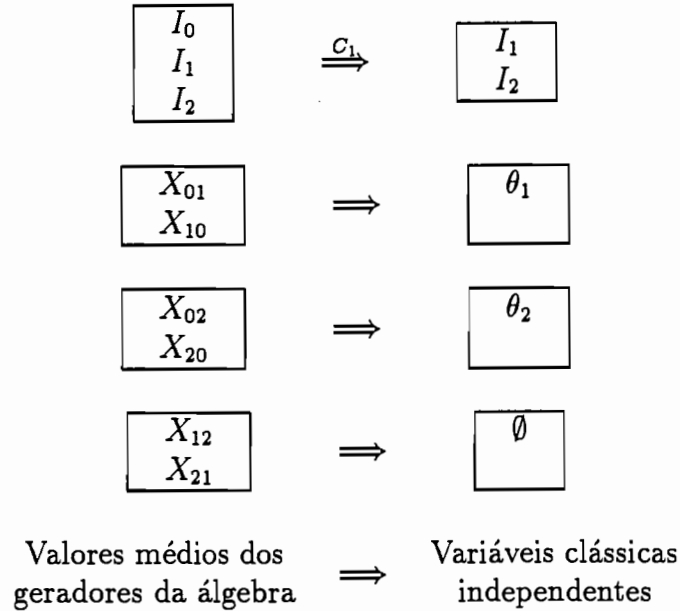 I₀
I₁ C₁ ⟹ I₁
I₂ I₂
X₀₁ ⟹ θ₁
X₁₀
X₀₂ ⟹ θ₂
X₂₀
X₁₂ ⟹ ∅
X₂₁
Valores médios dos ⟹ Variáveis clássicas
geradores da álgebra independentes